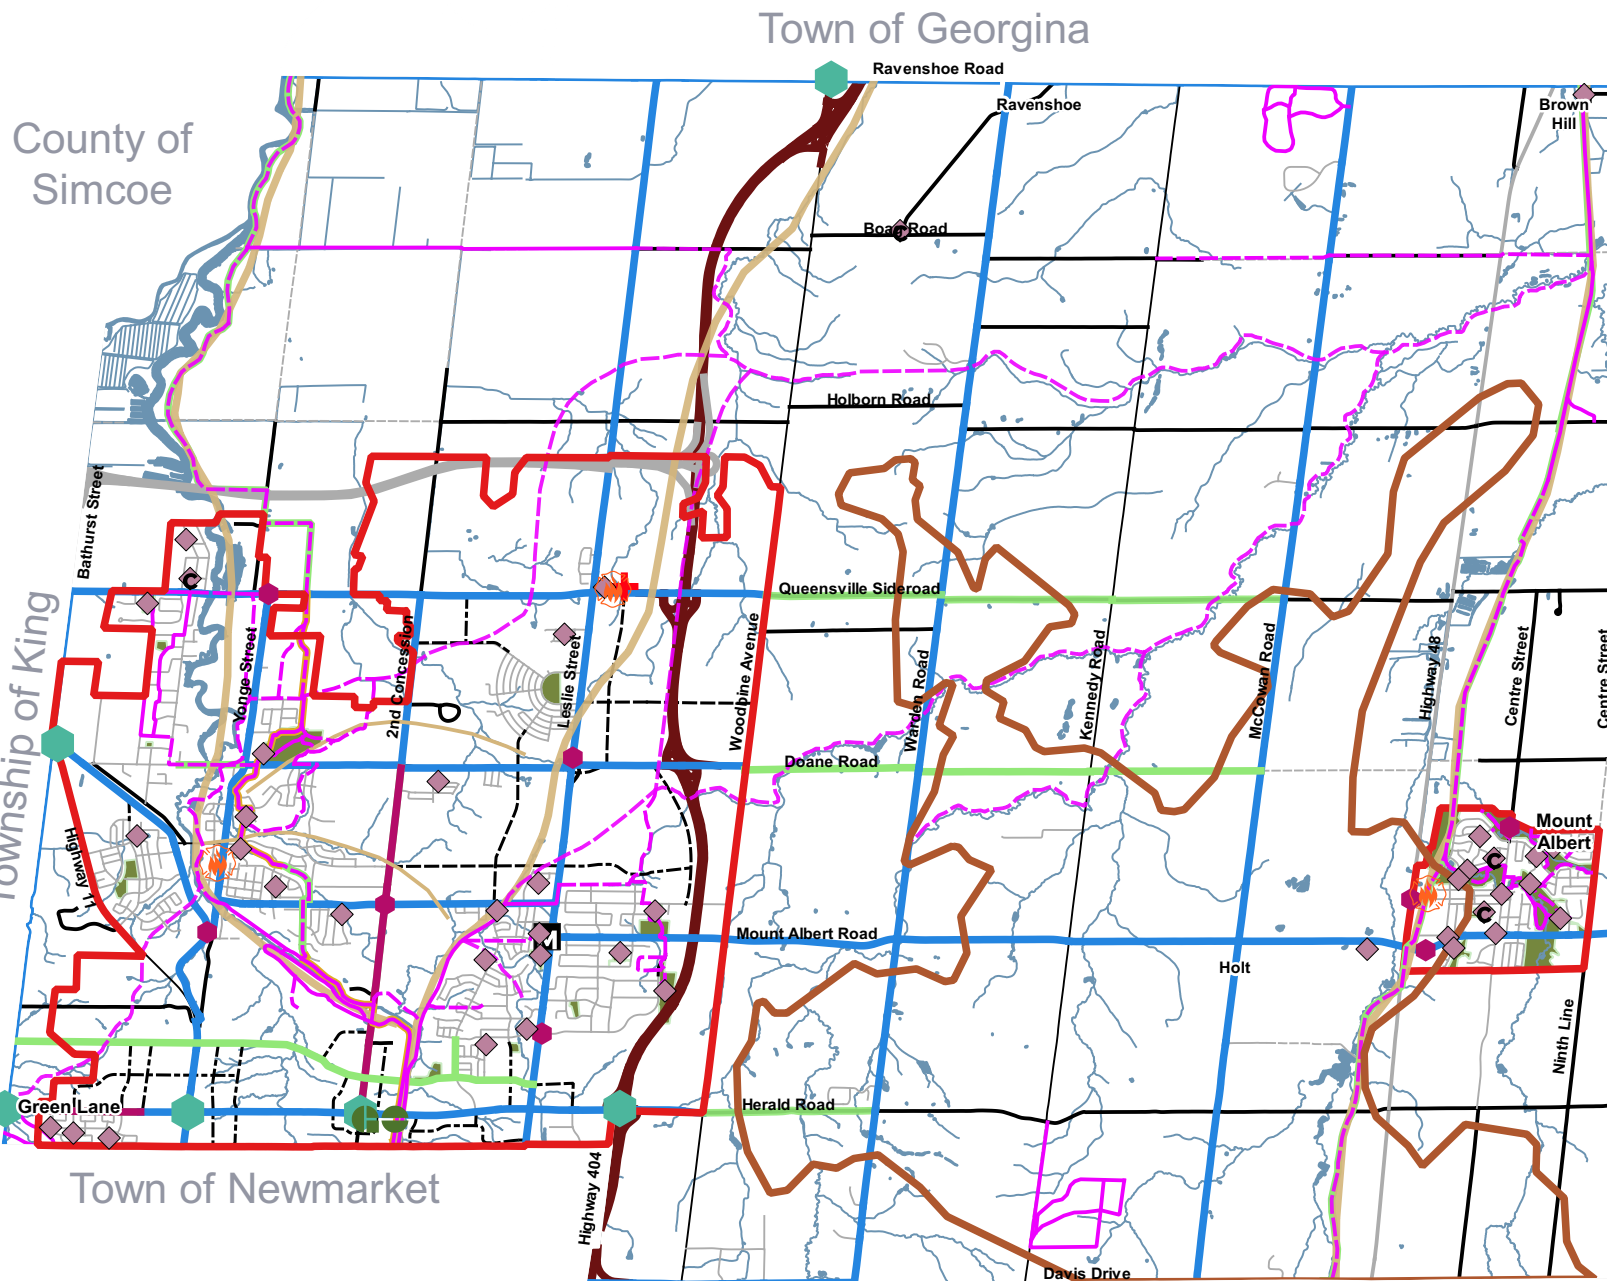 Town of Georgina
Ravenshoe Road
Ravenshoe
Brown
Hill
County of
Simcoe
Boag Road
Holborn Road
Bathurst Street
Queensville Sideroad
Township of King
Yonge Street
2nd Concession
Leslie Street
Woodbine Avenue
Warden Road
Kennedy Road
McCowan Road
Highway 48
Centre Street
Centre Street
Doane Road
Mount
Albert
Highway 11
C
C
C
C
M
Mount Albert Road
Holt
Ninth Line
Green Lane
Herald Road
Town of Newmarket
Highway 404
Davis Drive